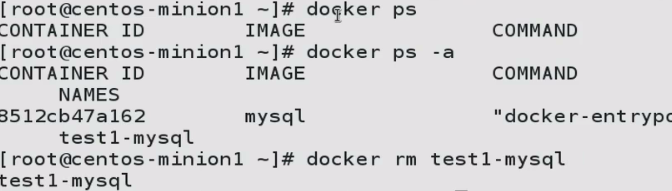 [root@centos-minion1 ~]# docker ps
CONTAINER ID IMAGE COMMAND
[root@centos-minion1 ~]# docker ps -a
CONTAINER ID IMAGE COMMAND
NAMES
8512cb47a162 mysql "docker-entrypo
test1-mysql
[root@centos-minion1 ~]# docker rm test1-mysql
test1-mysql